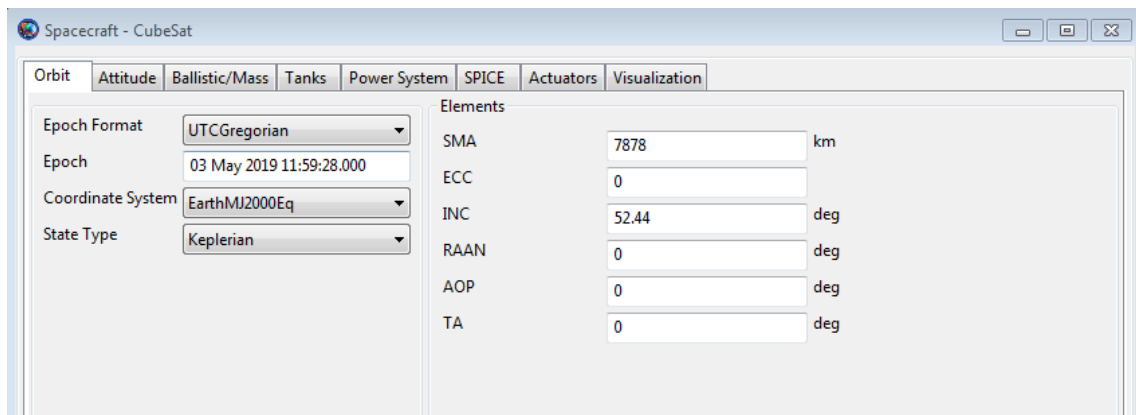 Spacecraft - CubeSat
Orbit Attitude Ballistic/Mass Tanks Power System SPICE Actuators Visualization
Epoch Format UTCGregorian
Epoch 03 May 2019 11:59:28.000
Coordinate System EarthMJ2000Eq
State Type Keplerian
Elements
SMA 7878 km
ECC 0
INC 52.44 deg
RAAN 0 deg
AOP 0 deg
TA 0 deg